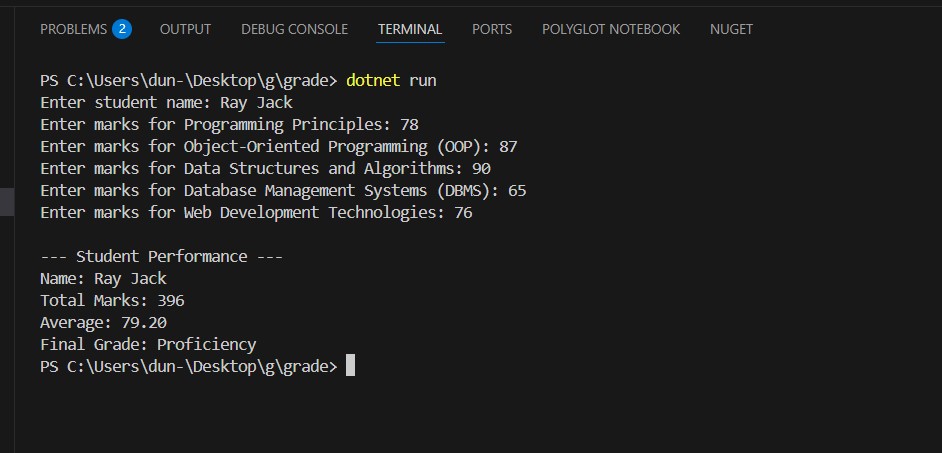 PROBLEMS 2 OUTPUT DEBUG CONSOLE TERMINAL PORTS POLYGLOT NOTEBOOK NUGET
PS C:\Users\dun-\Desktop\g\grade> dotnet run
Enter student name: Ray Jack
Enter marks for Programming Principles: 78
Enter marks for Object-Oriented Programming (OOP): 87
Enter marks for Data Structures and Algorithms: 90
Enter marks for Database Management Systems (DBMS): 65
Enter marks for Web Development Technologies: 76
--- Student Performance ---
Name: Ray Jack
Total Marks: 396
Average: 79.20
Final Grade: Proficiency
PS C:\Users\dun-\Desktop\g\grade>